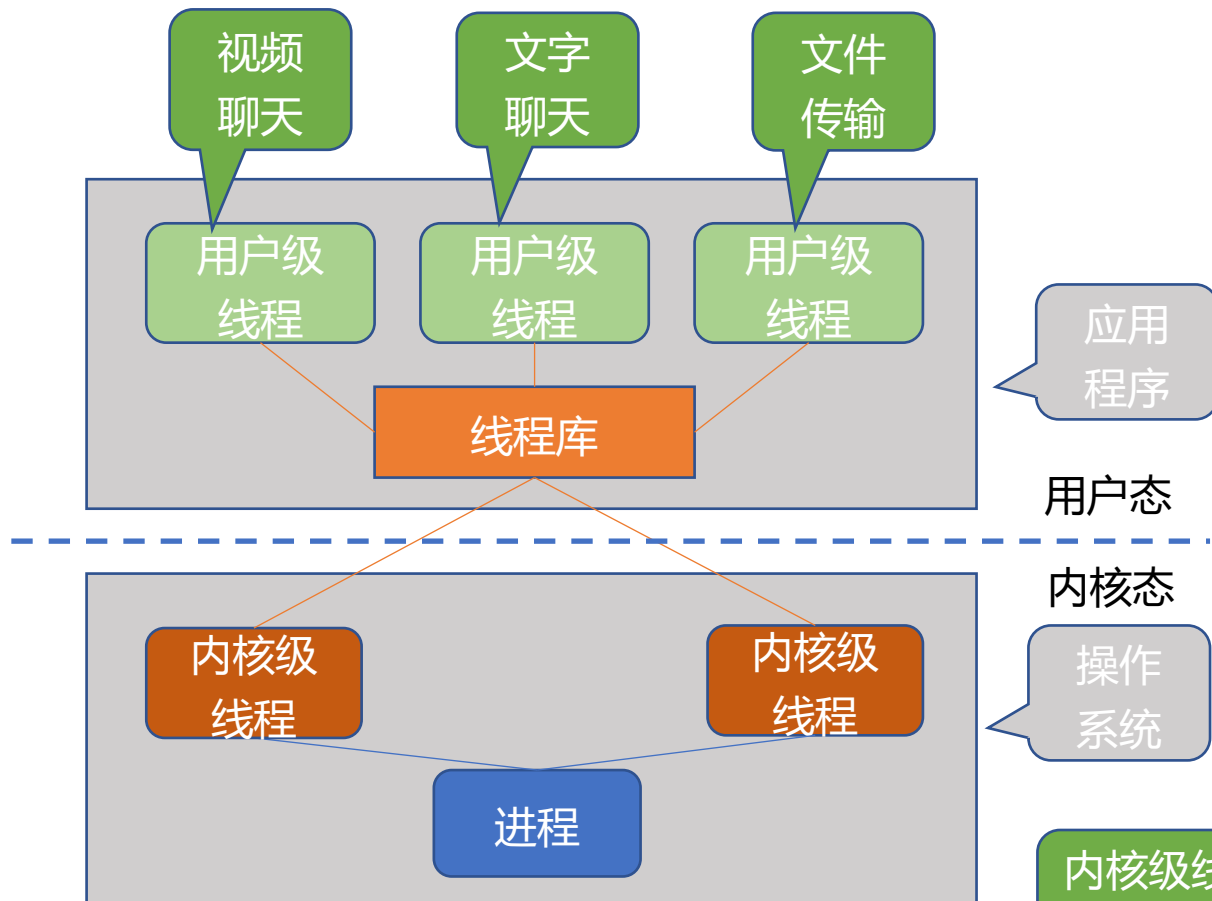 视频
聊天
文字
聊天
文件
传输
用户级
线程
用户级
线程
用户级
线程
应用
程序
线程库
用户态
内核态
内核级
线程
内核级
线程
操作
系统
进程
内核级